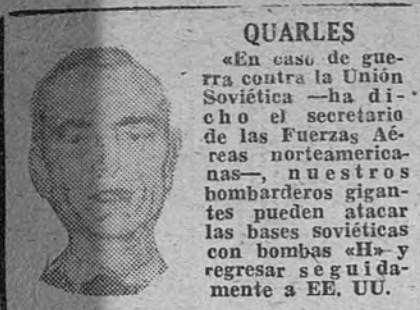 QUARLES
«En caso de gue-
rra contra la Unión
Soviética —ha di-
cho el secretario
de las Fuerzas Aé-
reas norteamerica-
nas—, nuestros
bombarderos gigan-
tes pueden atacar
las bases soviéticas
con bombas «H» y
regresar seguida-
mente a EE. UU.